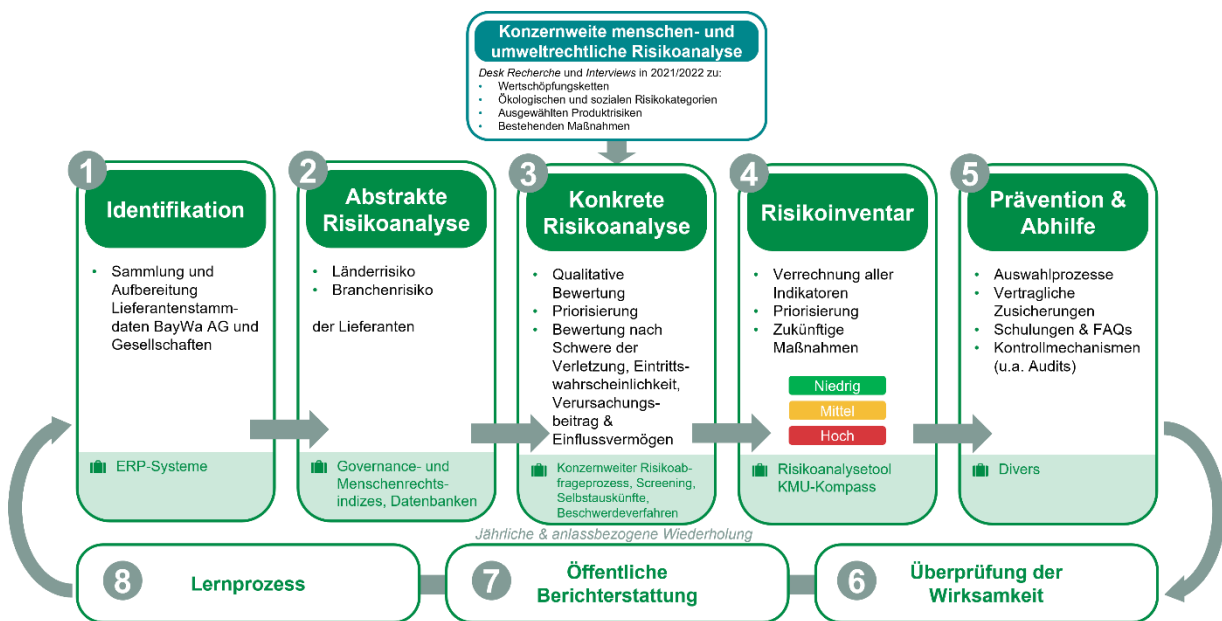 Konzernweite menschen- und
umweltrechtliche Risikoanalyse
Desk Recherche und Interviews in 2021/2022 zu:
• Wertschöpfungsketten
• Ökologischen und sozialen Risikokategorien
• Ausgewählten Produktrisiken
• Bestehenden Maßnahmen
1
Identifikation
• Sammlung und
Aufbereitung
Lieferantenstamm-
daten BayWa AG und
Gesellschaften
ERP-Systeme
2
Abstrakte
Risikoanalyse
• Länderrisiko
• Branchenrisiko
der Lieferanten
Governance- und
Menschenrechts-
indizes, Datenbanken
3
Konkrete
Risikoanalyse
• Qualitative
Bewertung
• Priorisierung
• Bewertung nach
Schwere der
Verletzung, Eintritts-
wahrscheinlichkeit,
Verursachungs-
beitrag &
Einflussvermögen
Konzernweiter Risikoab-
frageprozess, Screening,
Selbstauskünfte,
Beschwerdeverfahren
4
Risikoinventar
• Verrechnung aller
Indikatoren
• Priorisierung
• Zukünftige
Maßnahmen
Niedrig
Mittel
Hoch
Risikoanalysetool
KMU-Kompass
5
Prävention &
Abhilfe
• Auswahlprozesse
• Vertragliche
Zusicherungen
• Schulungen & FAQs
• Kontrollmechanismen
(u.a. Audits)
Divers
Jährliche & anlassbezogene Wiederholung
8
Lernprozess
7
Öffentliche
Berichterstattung
6
Überprüfung der
Wirksamkeit